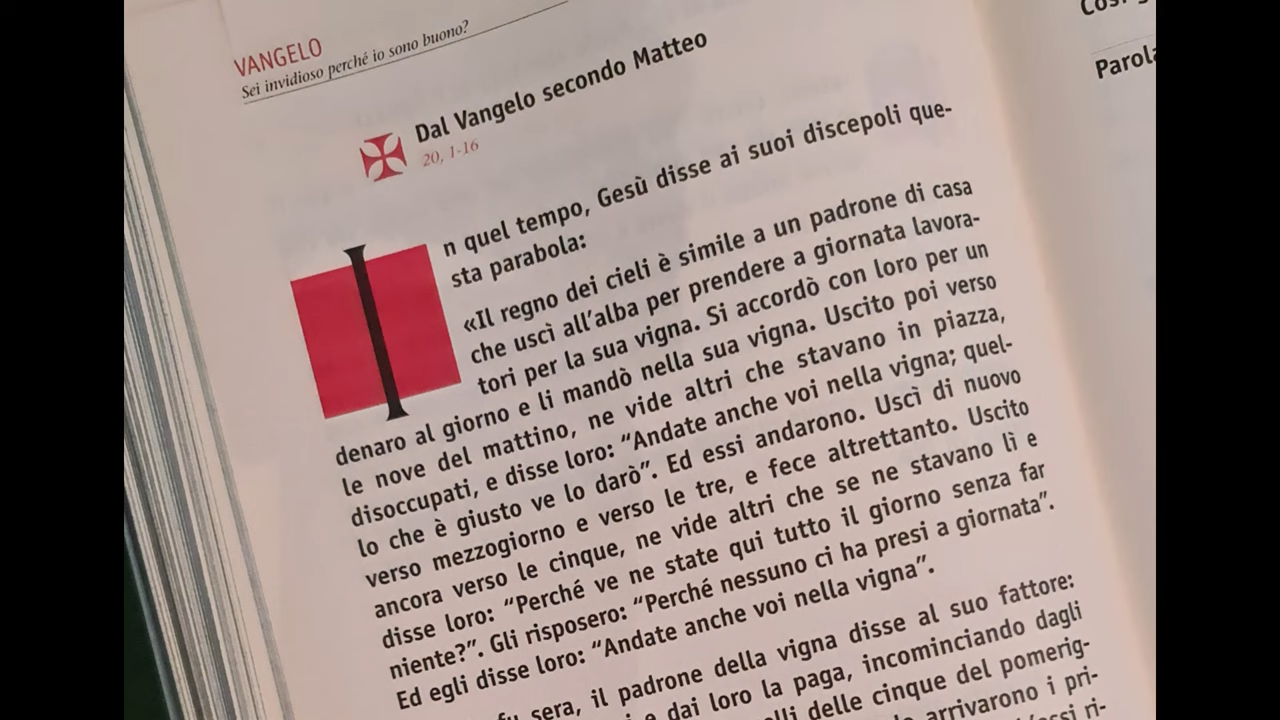 VANGELO
Sei invidioso perché io sono buono?
Dal Vangelo secondo Matteo
20, 1-16
In quel tempo, Gesù disse ai suoi discepoli que-
sta parabola:
«Il regno dei cieli è simile a un padrone di casa
che uscì all'alba per prendere a giornata lavora-
tori per la sua vigna. Si accordò con loro per un
denaro al giorno e li mandò nella sua vigna. Uscito poi verso
le nove del mattino, ne vide altri che stavano in piazza,
disoccupati, e disse loro: “Andate anche voi nella vigna; quel-
lo che è giusto ve lo darò”. Ed essi andarono. Uscì di nuovo
verso mezzogiorno e verso le tre, e fece altrettanto. Uscito
ancora verso le cinque, ne vide altri che se ne stavano lì e
disse loro: “Perché ve ne state qui tutto il giorno senza far
niente?”. Gli risposero: “Perché nessuno ci ha presi a giornata”.
Ed egli disse loro: “Andate anche voi nella vigna”.
sera, il padrone della vigna disse al suo fattore:
e dai loro la paga, incominciando dagli
delle cinque del pomerig-
arrivarono i pri-
ri-
Parola